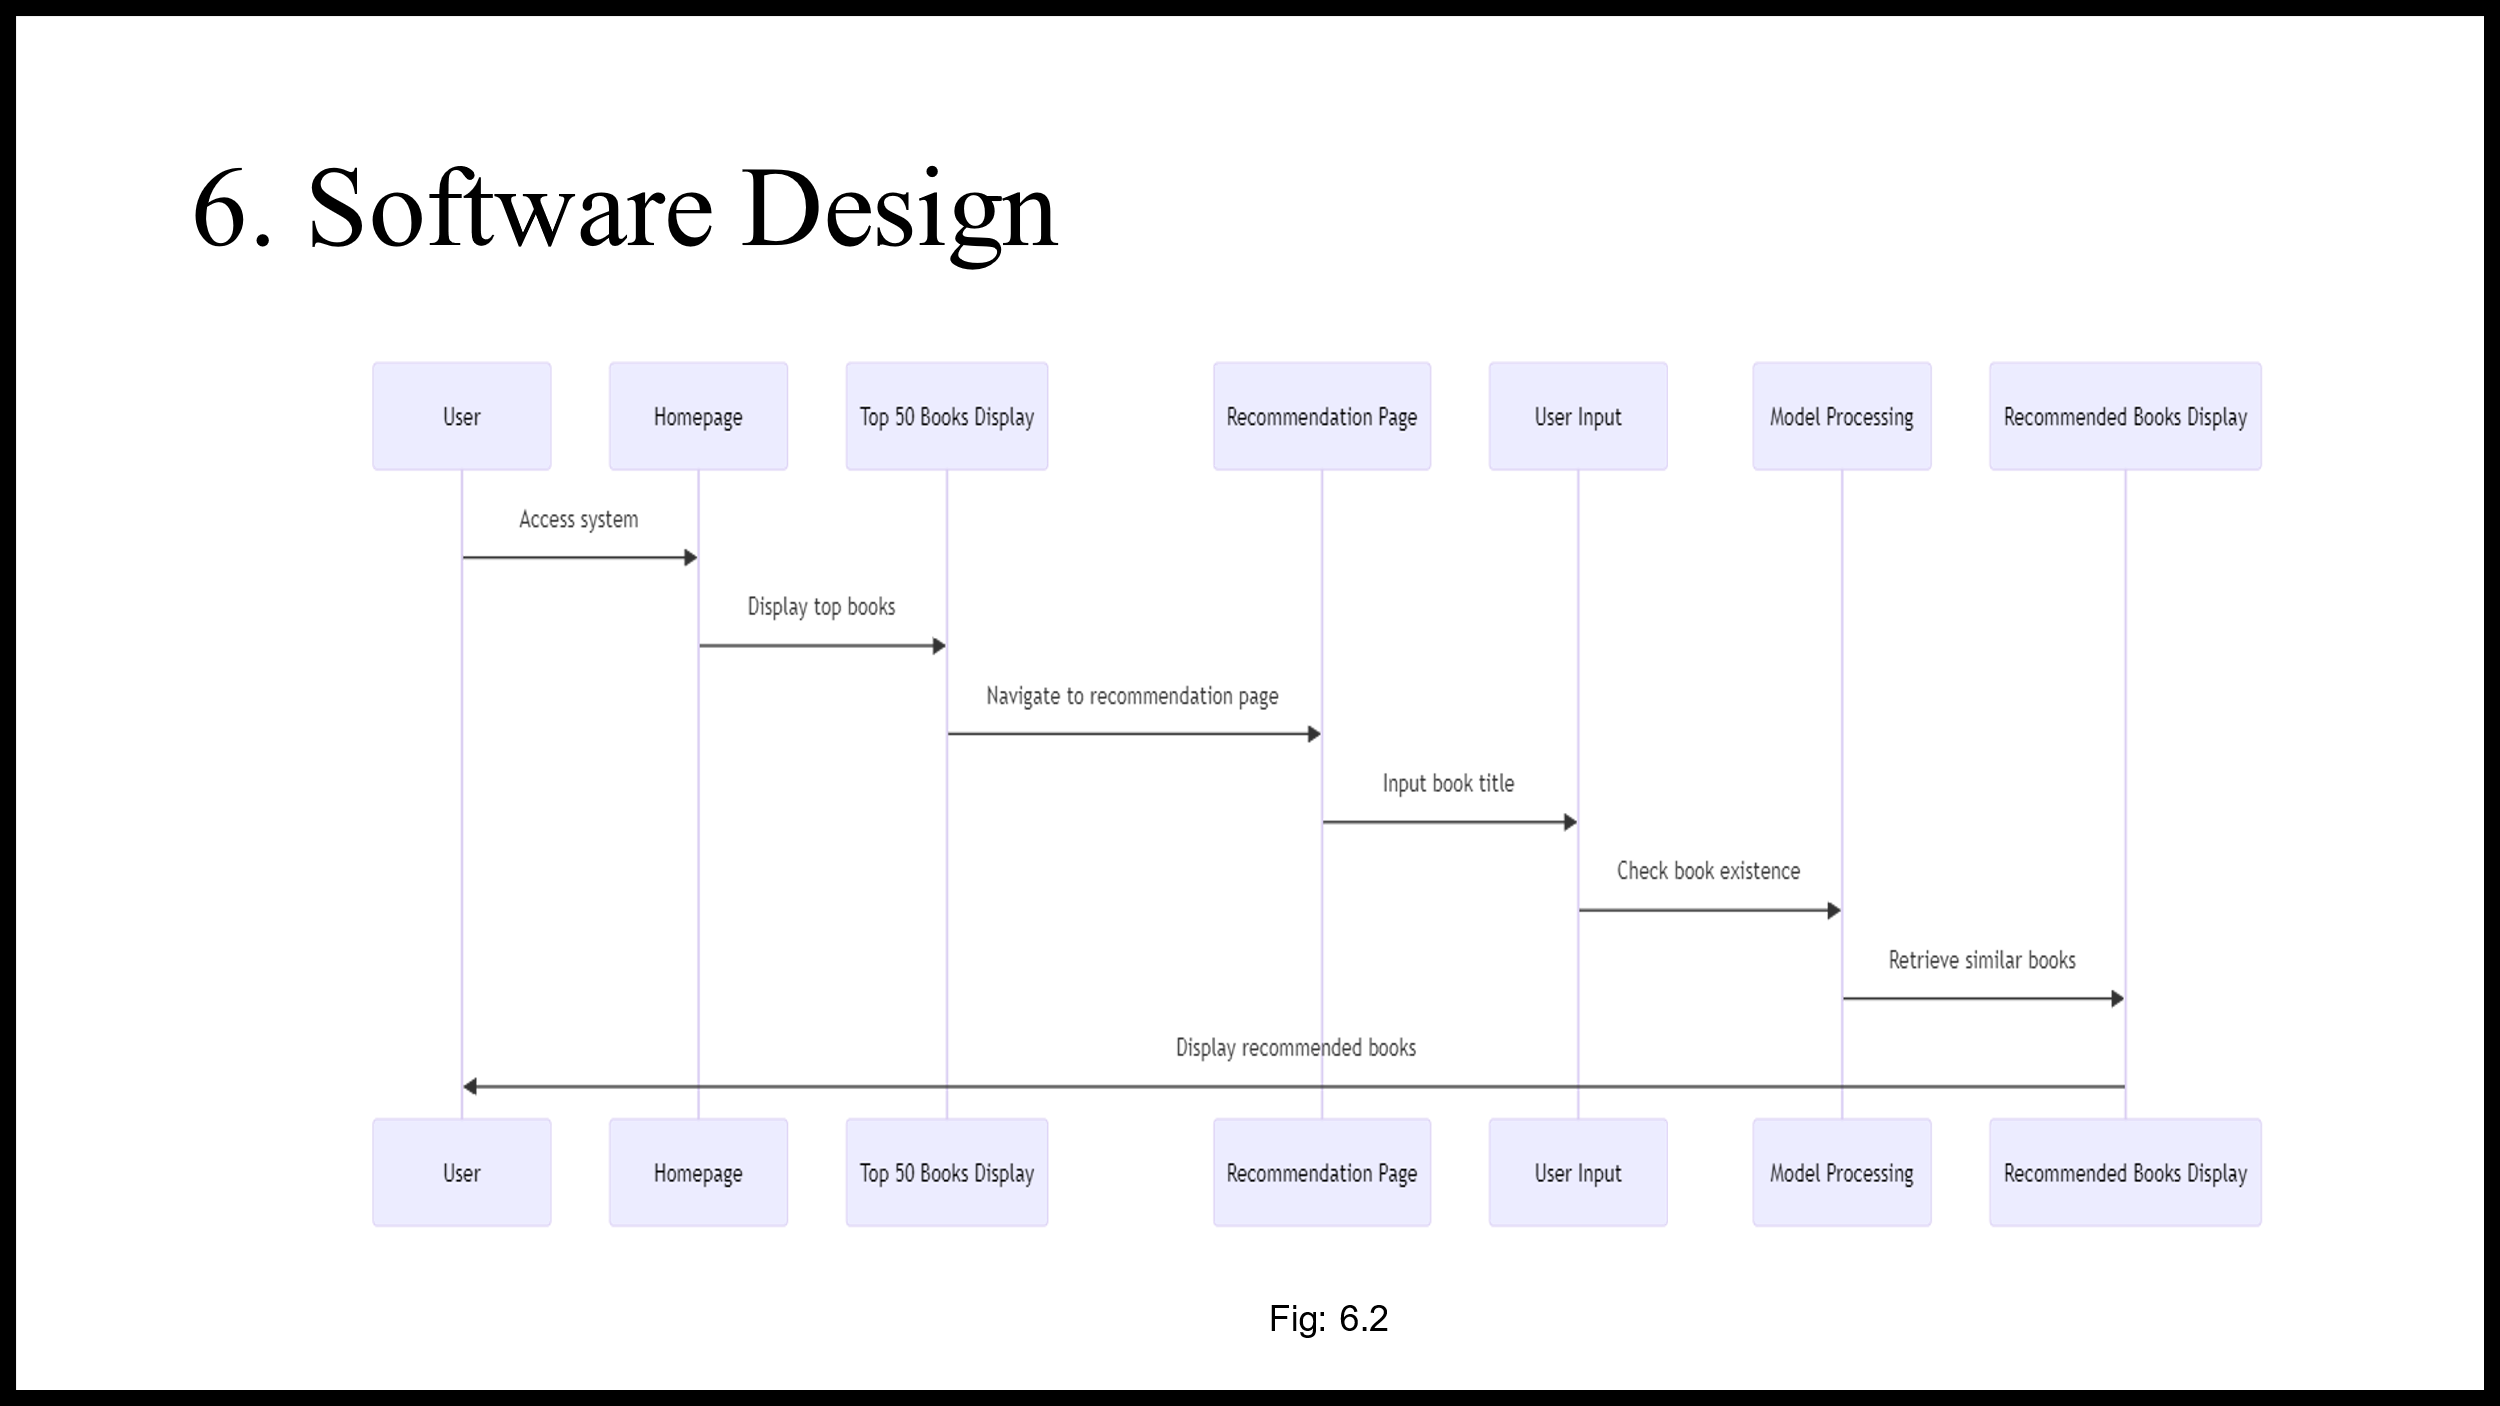 6. Software Design
User
Homepage
Top 50 Books Display
Recommendation Page
User Input
Model Processing
Recommended Books Display
Access system
Display top books
Navigate to recommendation page
Input book title
Check book existence
Retrieve similar books
Display recommended books
User
Homepage
Top 50 Books Display
Recommendation Page
User Input
Model Processing
Recommended Books Display
Fig: 6.2